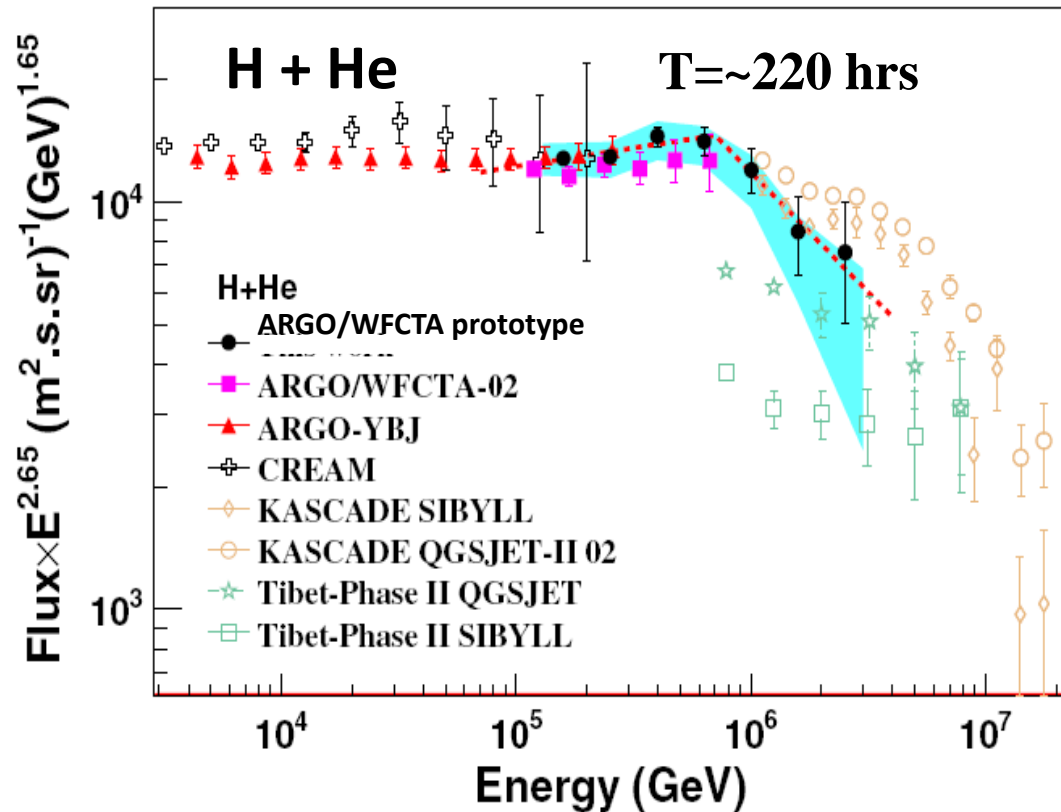 H + He
T=~220 hrs
Flux×E^2.65 (m^2.s.sr)^-1(GeV)^1.65
10^4
10^3
H+He
ARGO/WFCTA prototype
ARGO/WFCTA-02
ARGO-YBJ
CREAM
KASCADE SIBYLL
KASCADE QGSJET-II 02
Tibet-Phase II QGSJET
Tibet-Phase II SIBYLL
10^4 10^5 10^6 10^7
Energy (GeV)